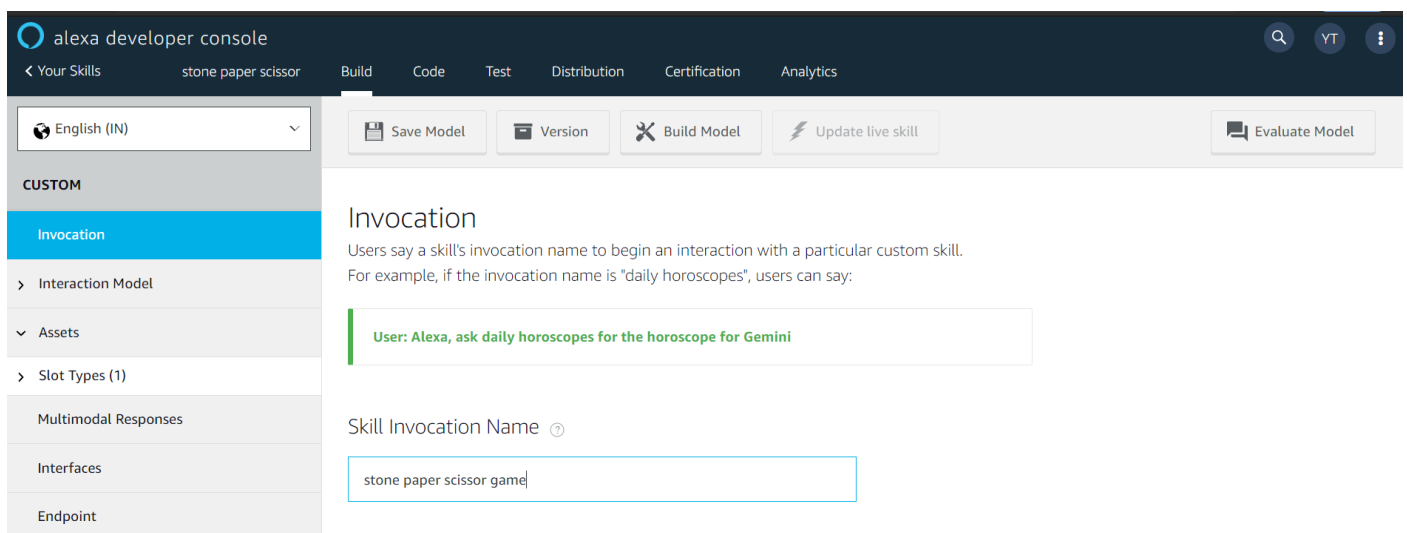 alexa developer console
YT
Your Skills stone paper scissor Build Code Test Distribution Certification Analytics
English (IN)
Save Model Version Build Model Update live skill Evaluate Model
CUSTOM
Invocation
Interaction Model
Assets
Slot Types (1)
Multimodal Responses
Interfaces
Endpoint
Invocation
Users say a skill's invocation name to begin an interaction with a particular custom skill.
For example, if the invocation name is "daily horoscopes", users can say:
User: Alexa, ask daily horoscopes for the horoscope for Gemini
Skill Invocation Name ?
stone paper scissor game